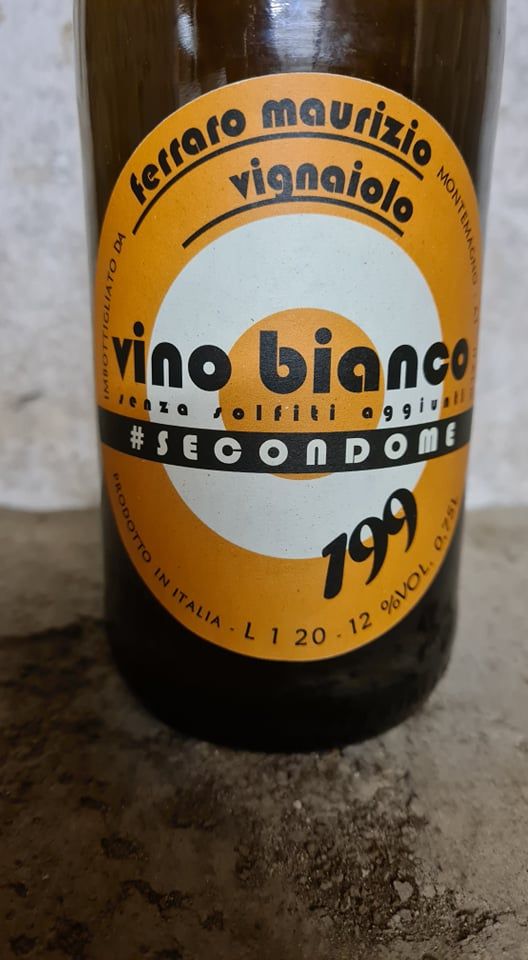 ferraro maurizio
vignaiolo
IMBOTTIGLIATO DA
MONTEMAGNO
vino bianco
senza solfiti aggiunti
#SECONDOME
199
PRODOTTO IN ITALIA - L 1 20 - 12 %VOL. 0,75L